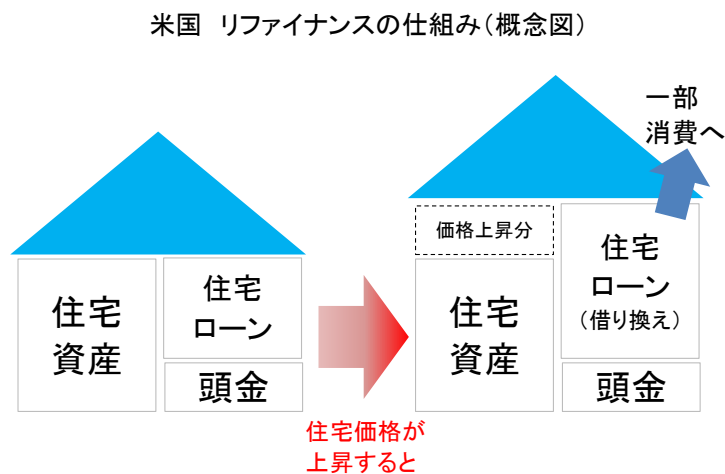 米国　リファイナンスの仕組み（概念図）
一部
消費へ
住宅
資産
住宅
ローン
頭金
住宅価格が
上昇すると
価格上昇分
住宅
資産
住宅
ローン
（借り換え）
頭金